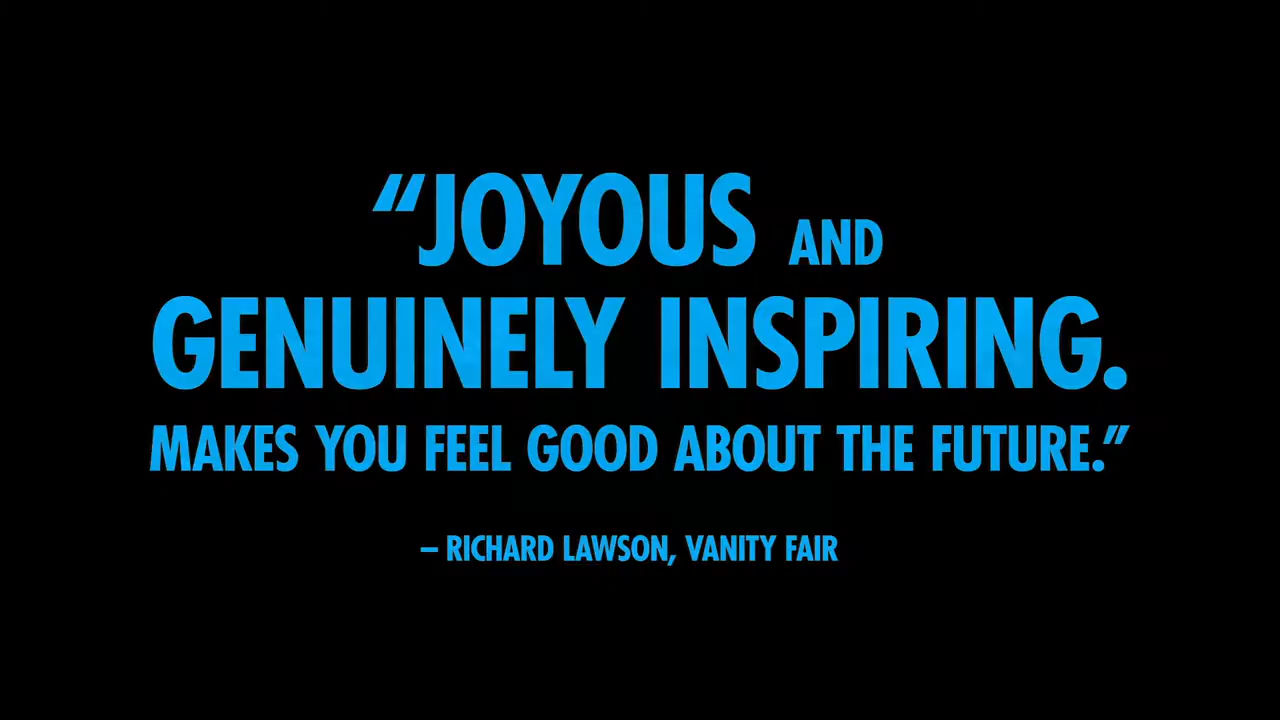 “JOYOUS AND
GENUINELY INSPIRING.
MAKES YOU FEEL GOOD ABOUT THE FUTURE.”
– RICHARD LAWSON, VANITY FAIR